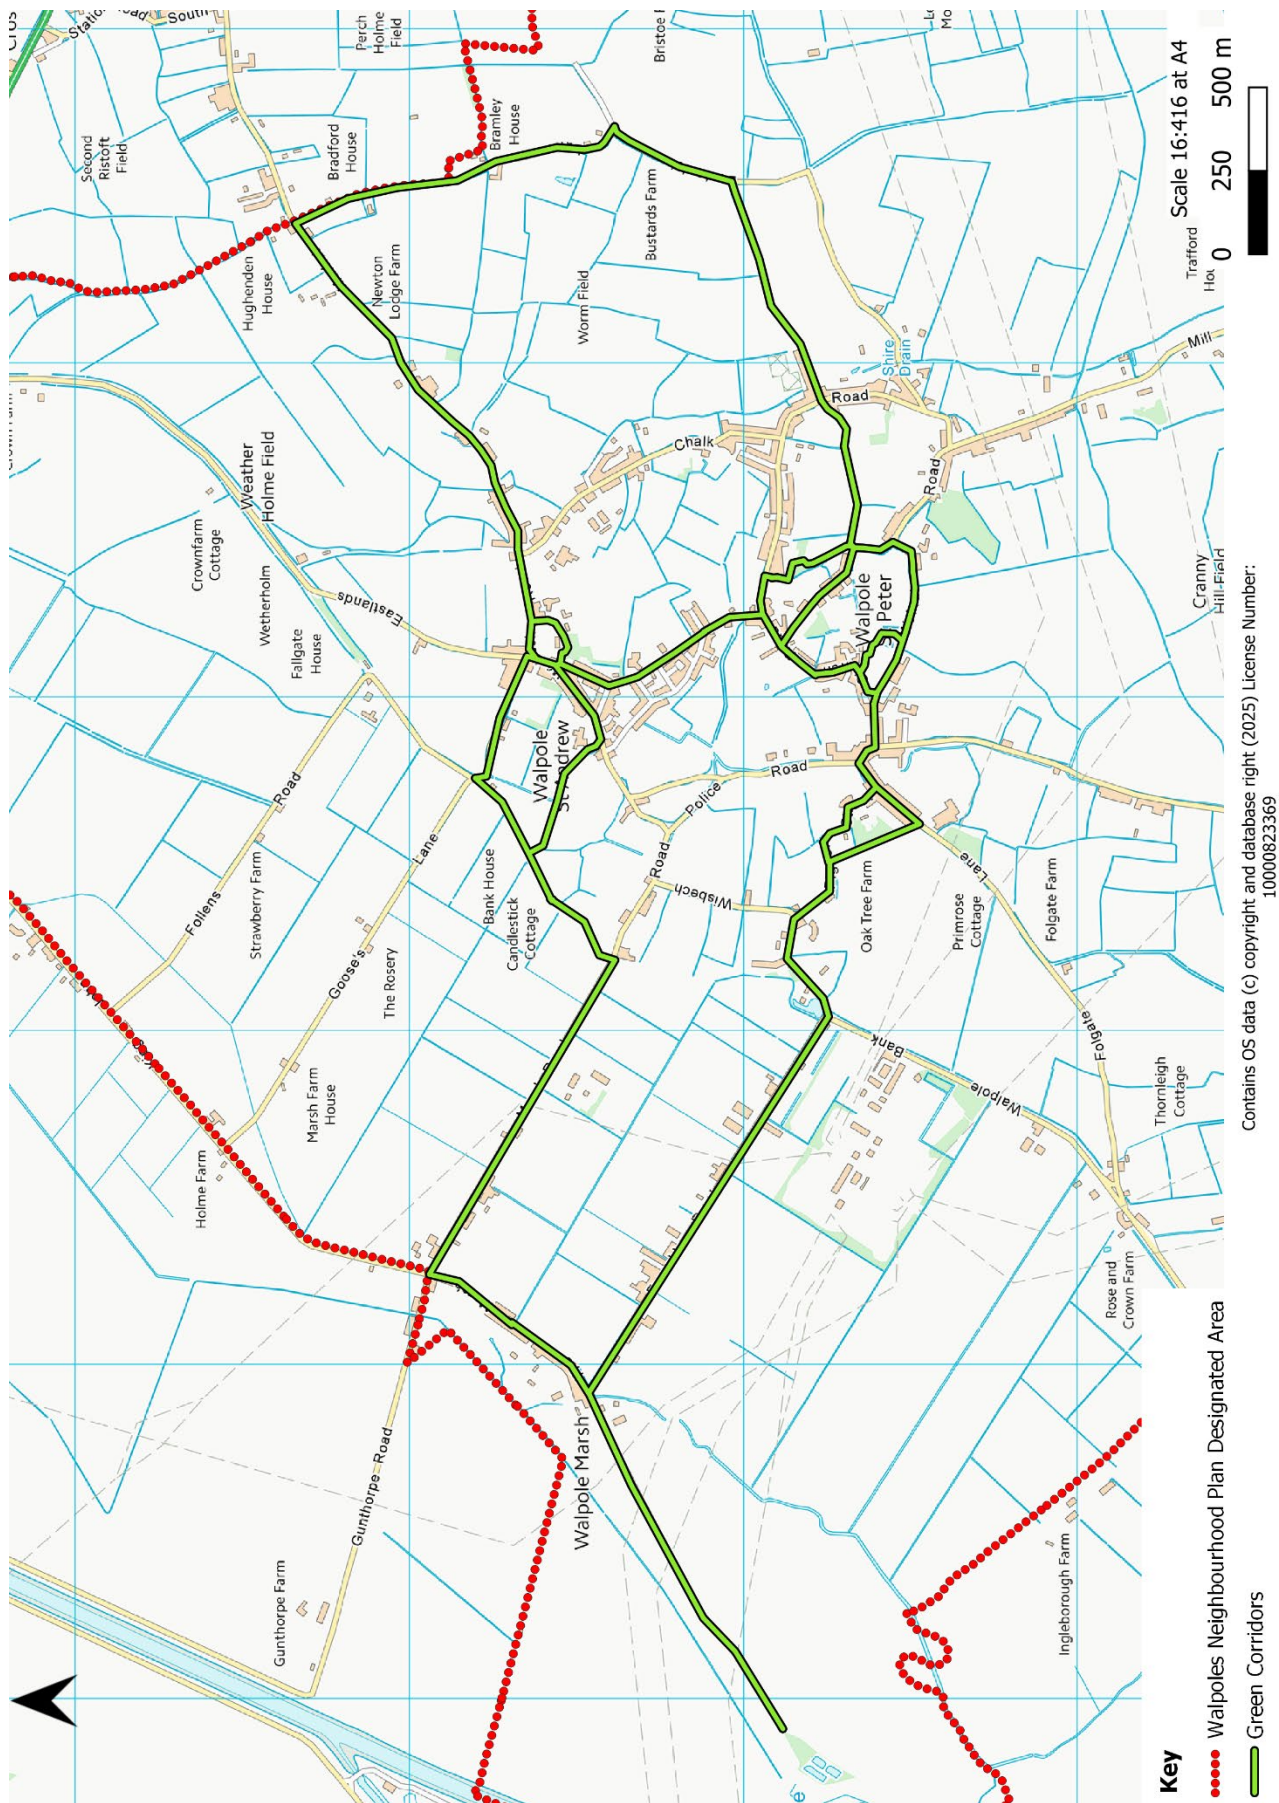 Station Road
South
Perch
Holme
Field
Bristoe F
Second
Ristoft
Field
Bradford
House
Bramley
House
Hughenden
House
Newton
Lodge Farm
Worm Field
Bustards Farm
Trafford
Hou
Weather
Holme Field
Crownfarm
Cottage
Wetherholm
Fallgate
House
Eastlands
Chalk
Road
Shire
Drain
Road
Mill
Cranny
Hill Field
Walpole
St Peter
Walpole
St Andrew
Follens
Road
Strawberry Farm
Goose's
Lane
The Rosery
Bank House
Candlestick
Cottage
Police
Road
Road
Wisbech
Oak Tree Farm
Primrose
Cottage
Lane
Folgate Farm
Folgate
Thornleigh
Cottage
Bank
Walpole
Marsh Farm
House
Holme Farm
Rose and
Crown Farm
Gunthorpe Road
Gunthorpe Farm
Walpole Marsh
Ingleborough Farm
Scale 16:416 at A4
0 250 500 m
Key
Walpoles Neighbourhood Plan Designated Area
Green Corridors
Contains OS data (c) copyright and database right (2025) License Number:
10000823369